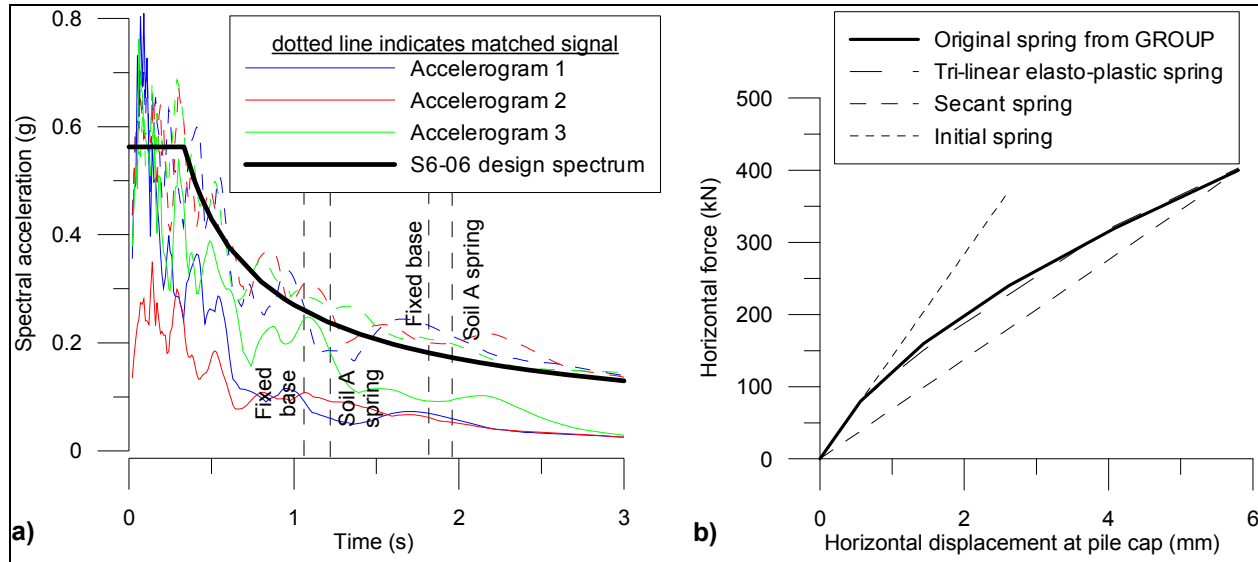 0.8
0.6
0.4
0.2
0
Spectral acceleration (g)
dotted line indicates matched signal
Accelerogram 1
Accelerogram 2
Accelerogram 3
S6-06 design spectrum
Fixed
base
Soil A
spring
Fixed base
Soil A spring
0
1
2
3
Time (s)
a)
Original spring from GROUP
Tri-linear elasto-plastic spring
Secant spring
Initial spring
500
400
300
200
100
0
Horizontal force (kN)
0
2
4
6
Horizontal displacement at pile cap (mm)
b)